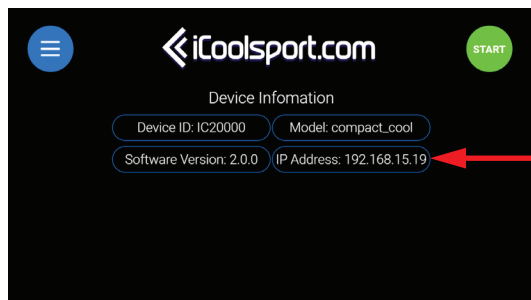 iCoolsport.com
START
Device Infomation
Device ID: IC20000
Model: compact_cool
Software Version: 2.0.0
IP Address: 192.168.15.19